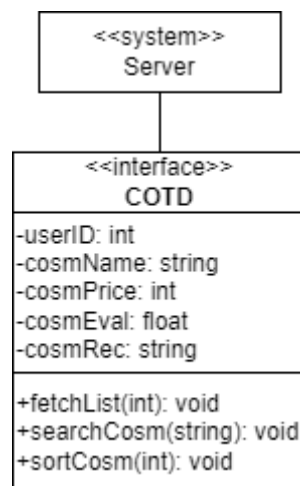 <<system>>
Server
<<interface>>
COTD
-userID: int
-cosmName: string
-cosmPrice: int
-cosmEval: float
-cosmRec: string
+fetchList(int): void
+searchCosm(string): void
+sortCosm(int): void